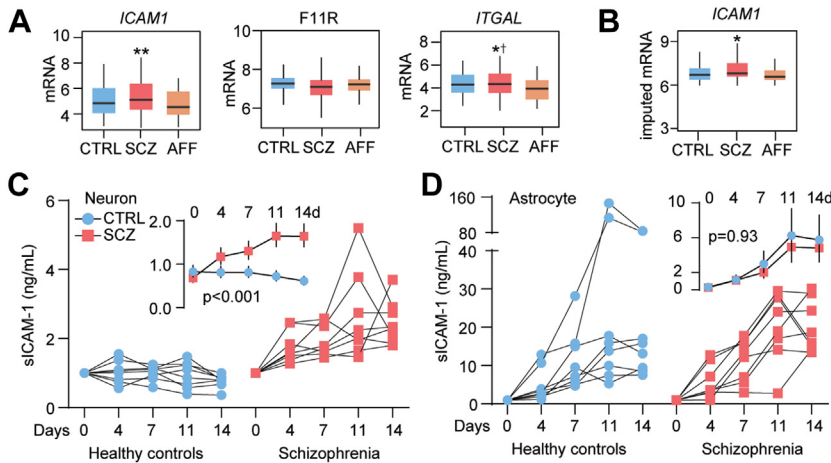 A
ICAM1
**
mRNA
10
8
6
4
CTRL SCZ AFF
F11R
mRNA
10
8
6
CTRL SCZ AFF
ITGAL
*†
mRNA
8
6
4
2
CTRL SCZ AFF
B
ICAM1
*
imputed mRNA
9
6
3
CTRL SCZ AFF
C
Neuron
CTRL
SCZ
sICAM-1 (ng/mL)
6
4
2
0
0 4 7 11 14d
2.0
1.0
0.0
p<0.001
Days 0 4 7 11 14 0 4 7 11 14
Healthy controls Schizophrenia
D
Astrocyte
sICAM-1 (ng/mL)
160
80
40
30
20
10
0
0 4 7 11 14d
10
6
2
0
p=0.93
Days 0 4 7 11 14 0 4 7 11 14
Healthy controls Schizophrenia